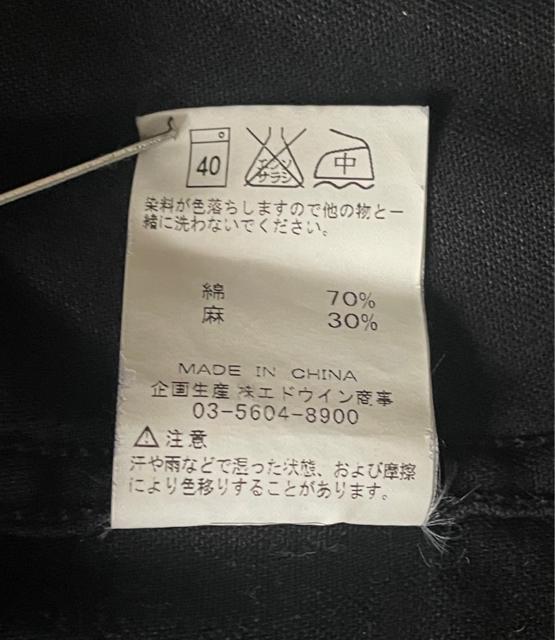 40 エンソサラシ 中
染料が色落ちしますので他の物と一
緒に洗わないでください。
綿 70%
麻 30%
MADE IN CHINA
企画生産 ㈱エドウイン商事
03-5604-8900
⚠注意
汗や雨などで湿った状態、および摩擦
により色移りすることがあります。